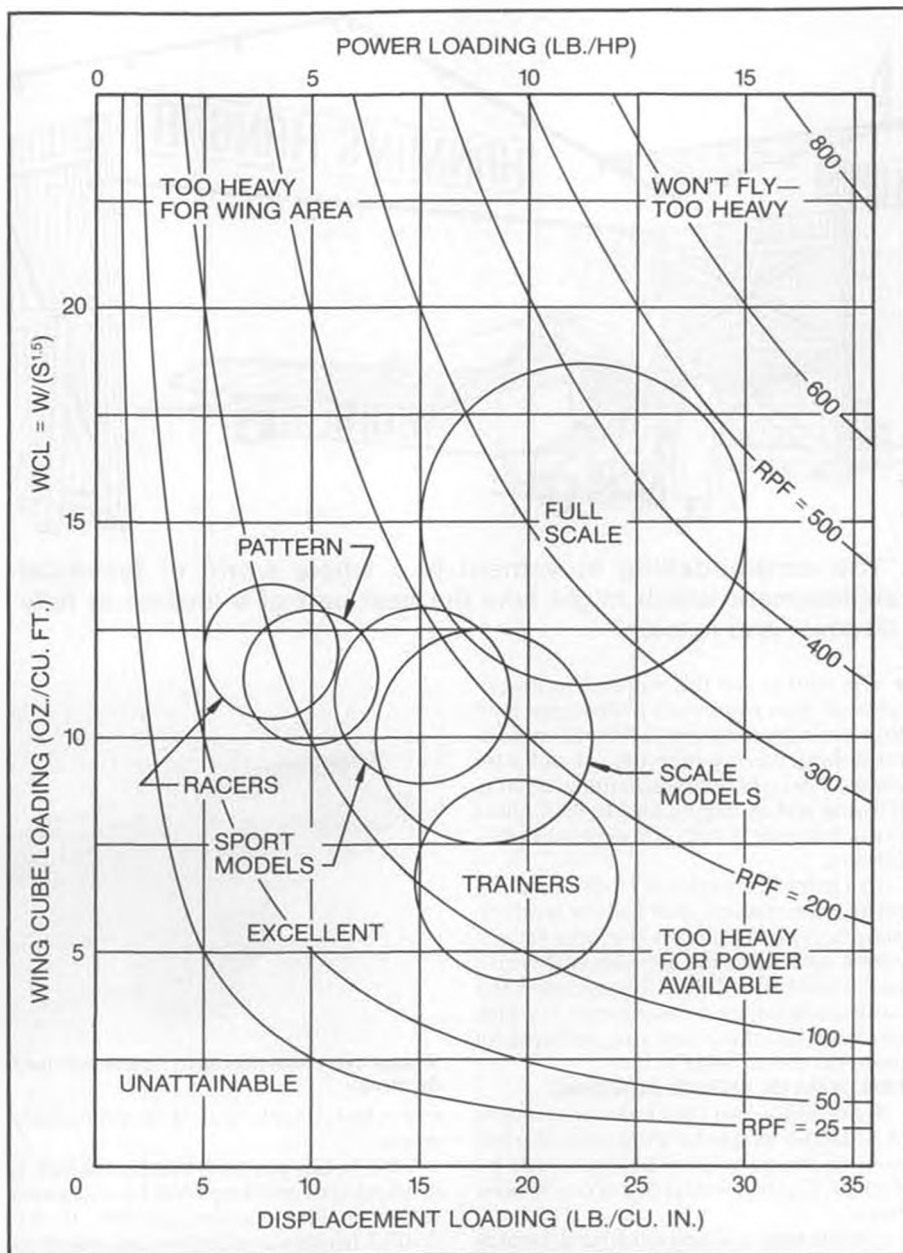 POWER LOADING (LB./HP)
0 5 10 15
TOO HEAVY
FOR WING AREA
WON'T FLY—
TOO HEAVY
800
20
600
RPF = 500
WING CUBE LOADING (OZ./CU. FT.) WCL = W/(S1.5)
15
FULL
SCALE
PATTERN
400
10
300
RACERS
SCALE
MODELS
SPORT
MODELS
RPF = 200
TRAINERS
EXCELLENT
5
TOO HEAVY
FOR POWER
AVAILABLE
100
UNATTAINABLE
50
RPF = 25
0 5 10 15 20 25 30 35
DISPLACEMENT LOADING (LB./CU. IN.)